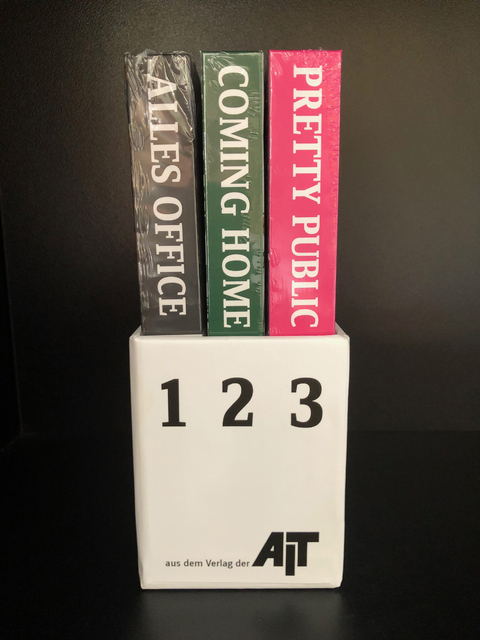 ALLES OFFICE
COMING HOME
PRETTY PUBLIC
1 2 3
aus dem Verlag der AIT